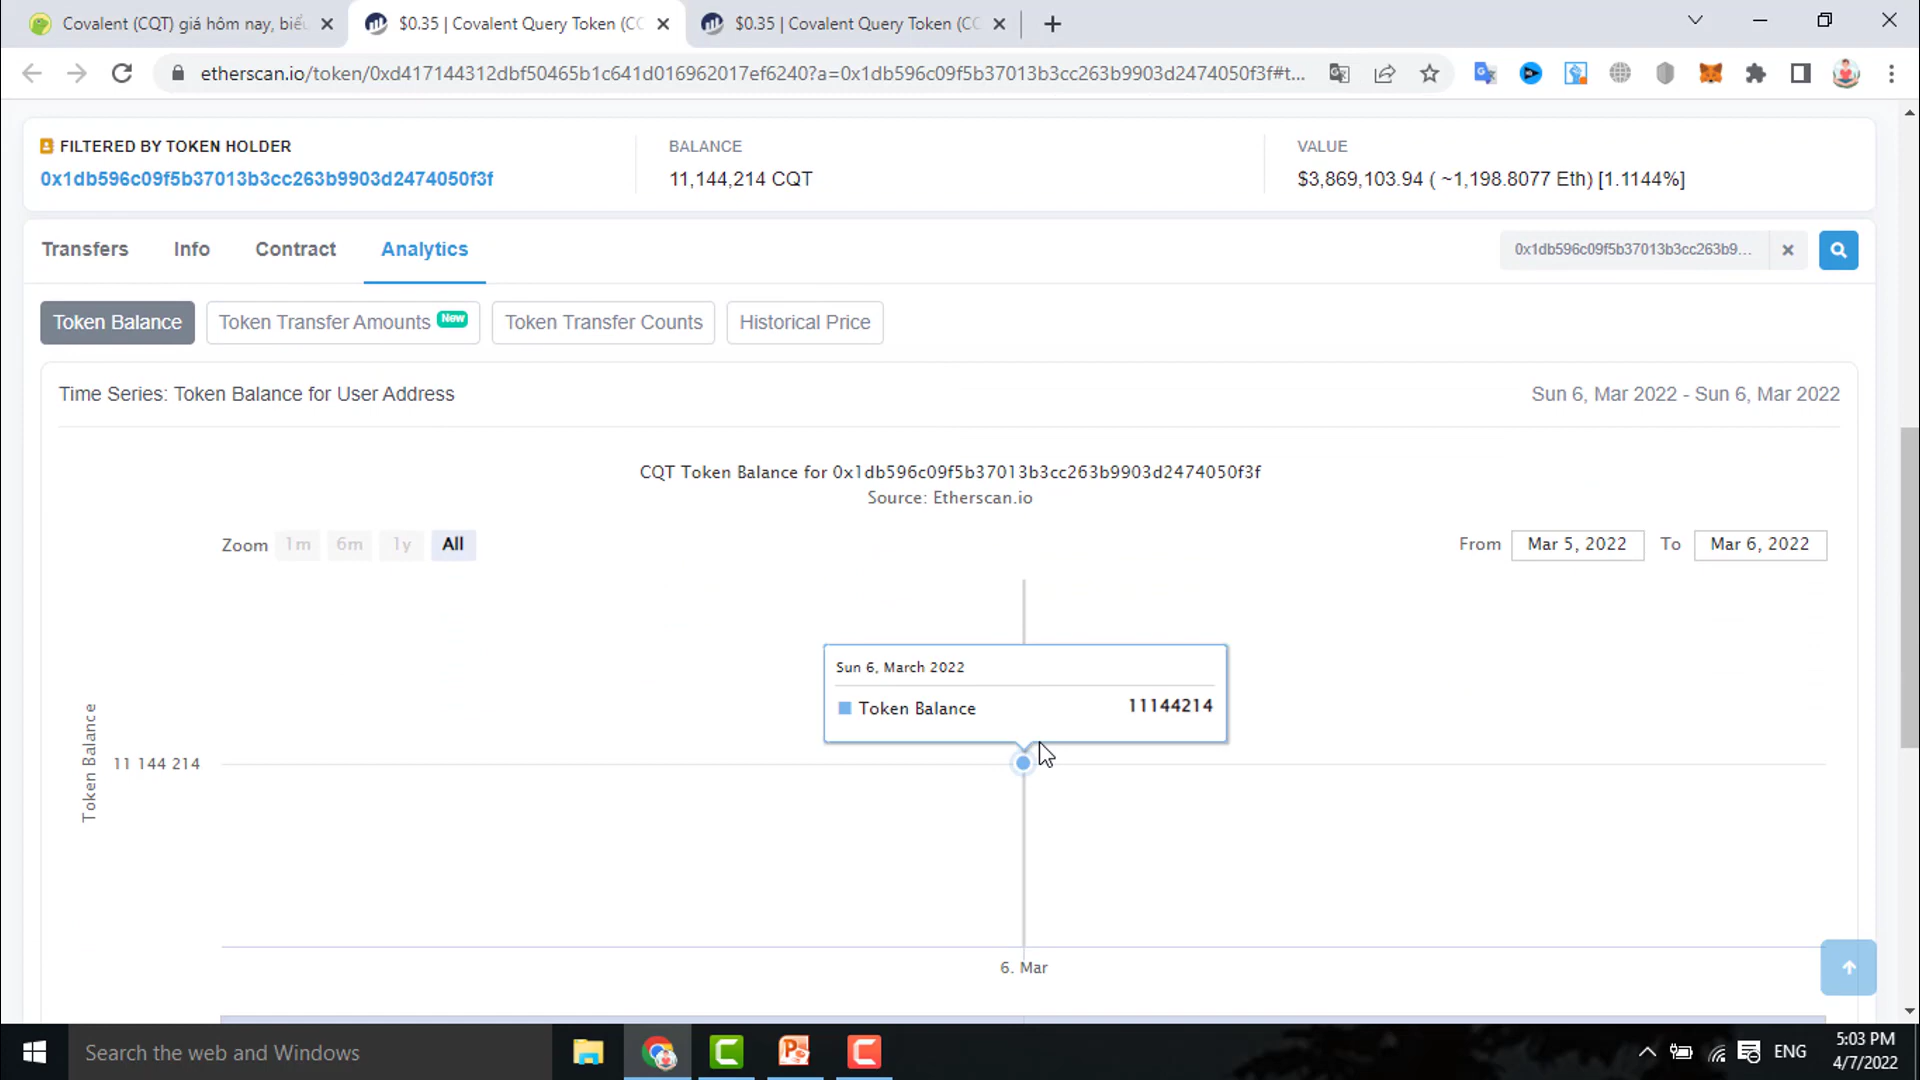 Covalent (CQT) giá hôm nay, biểu
$0.35 | Covalent Query Token (CC
$0.35 | Covalent Query Token (CC
etherscan.io/token/0xd417144312dbf50465b1c641d016962017ef6240?a=0x1db596c09f5b37013b3cc263b9903d2474050f3f#t...
FILTERED BY TOKEN HOLDER
0x1db596c09f5b37013b3cc263b9903d2474050f3f
BALANCE
11,144,214 CQT
VALUE
$3,869,103.94 ( ~1,198.8077 Eth) [1.1144%]
Transfers Info Contract Analytics
0x1db596c09f5b37013b3cc263b9...
Token Balance Token Transfer Amounts New Token Transfer Counts Historical Price
Time Series: Token Balance for User Address
Sun 6, Mar 2022 - Sun 6, Mar 2022
CQT Token Balance for 0x1db596c09f5b37013b3cc263b9903d2474050f3f
Source: Etherscan.io
Zoom 1m 6m 1y All
From Mar 5, 2022 To Mar 6, 2022
Sun 6, March 2022
Token Balance 11144214
Token Balance
11 144 214
6. Mar
Search the web and Windows
ENG
5:03 PM
4/7/2022